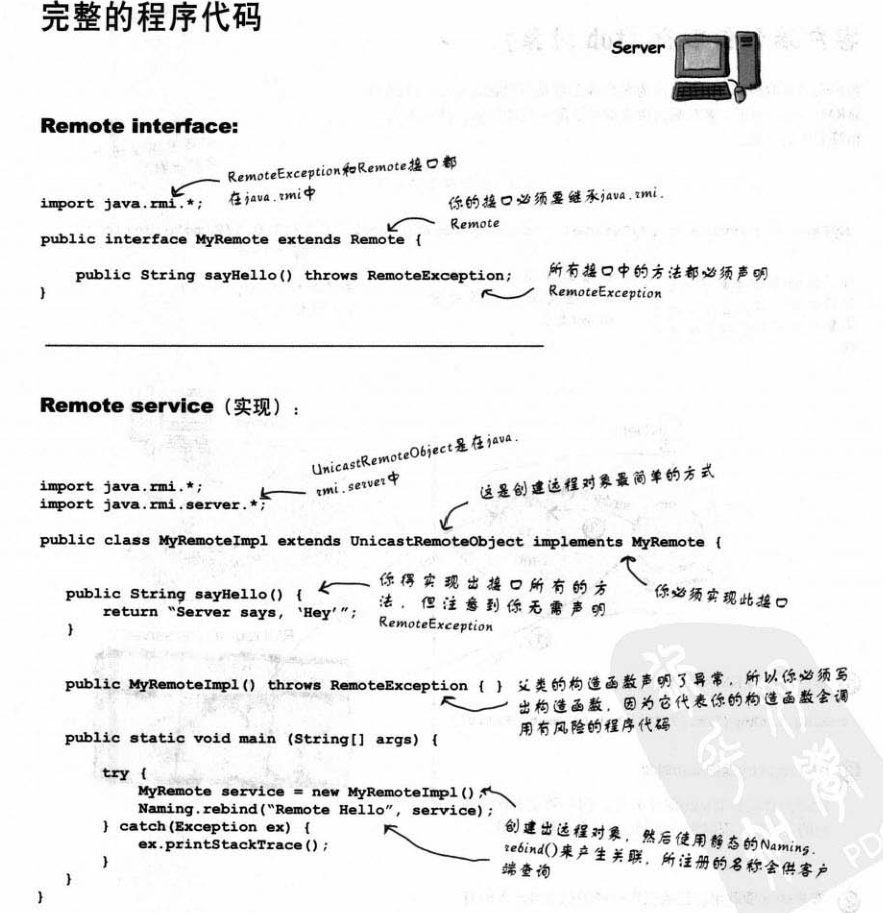 完整的程序代码
Server
Remote interface:
RemoteException和Remote接口都
在java.rmi中
import java.rmi.*;
你的接口必须要继承java.rmi.
Remote
public interface MyRemote extends Remote {
public String sayHello() throws RemoteException;
所有接口中的方法都必须声明
RemoteException
}
Remote service（实现）：
UnicastRemoteObject是在java.
rmi.server中
import java.rmi.*;
import java.rmi.server.*;
这是创建远程对象最简单的方式
public class MyRemoteImpl extends UnicastRemoteObject implements MyRemote {
public String sayHello() {
return “Server says, ‘Hey’”;
}
你得实现出接口所有的方
法，但注意到你无需声明
RemoteException
你必须实现此接口
public MyRemoteImpl() throws RemoteException { }
父类的构造函数声明了异常，所以你必须写
出构造函数，因为它代表你的构造函数会调
用有风险的程序代码
public static void main (String[] args) {
try {
MyRemote service = new MyRemoteImpl();
Naming.rebind(“Remote Hello”, service);
} catch(Exception ex) {
ex.printStackTrace();
}
}
}
创建出远程对象，然后使用静态的Naming.
rebind()来产生关联，所注册的名称会供客户
端查询
PD